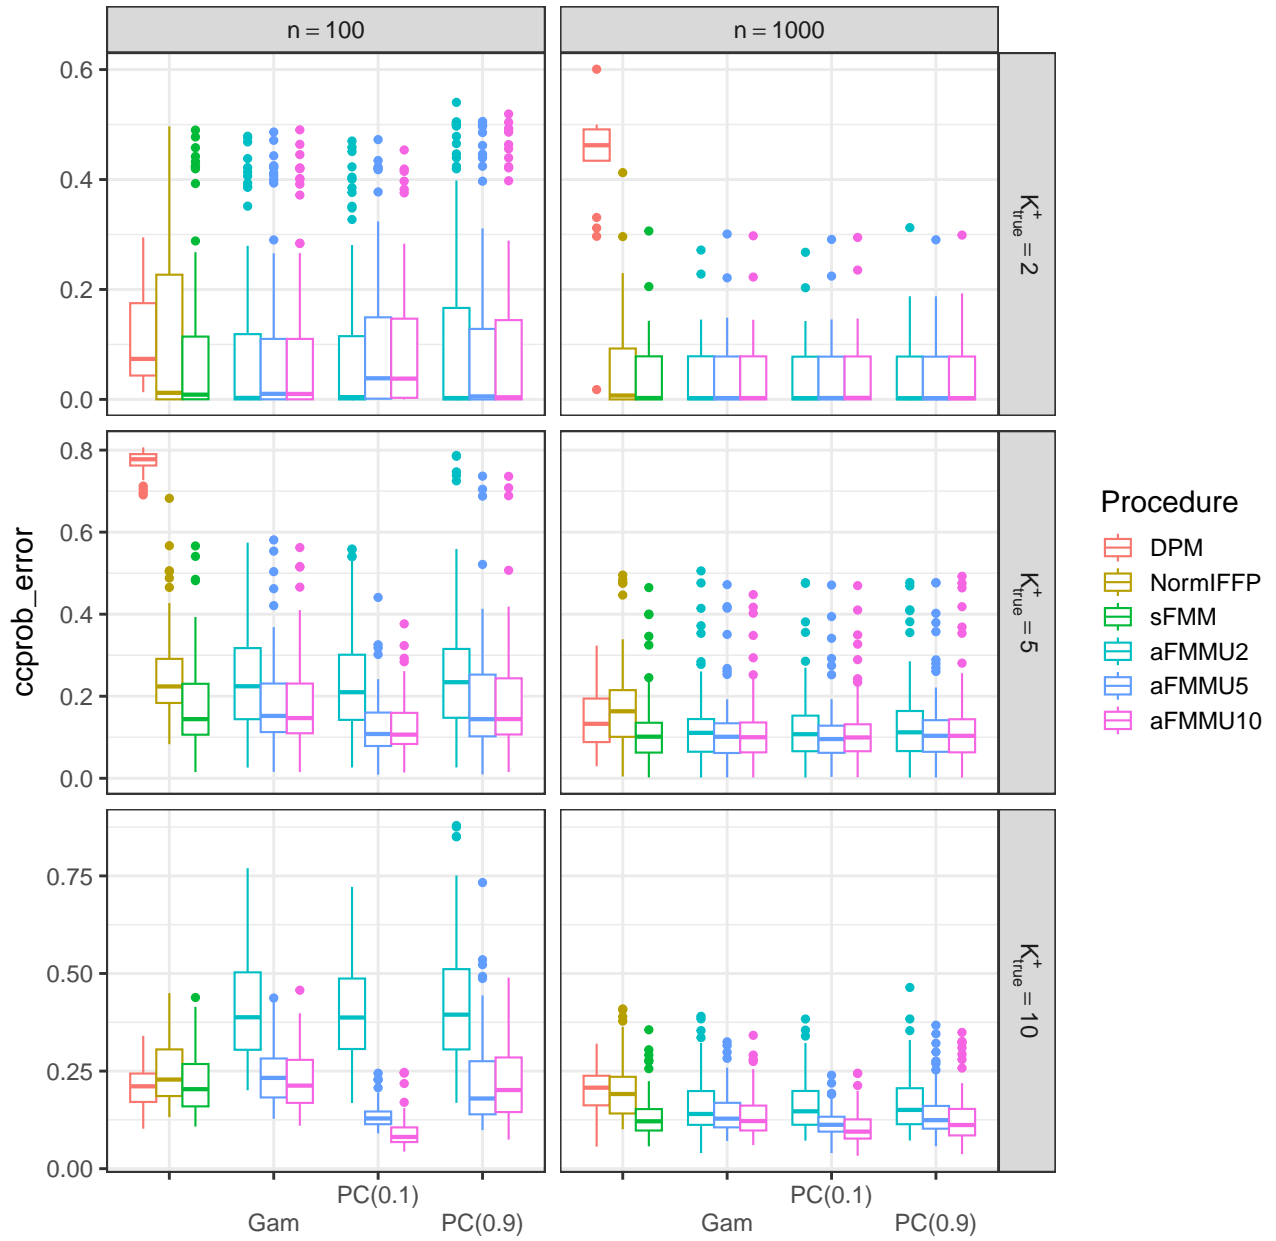 n = 100
n = 1000
0.6
0.4
0.2
0.0
K⁺true = 2
0.8
0.6
0.4
0.2
0.0
K⁺true = 5
0.75
0.50
0.25
0.00
K⁺true = 10
ccprob_error
PC(0.1)
PC(0.1)
Gam
PC(0.9)
Gam
PC(0.9)
Procedure
DPM
NormIFFP
sFMM
aFMMU2
aFMMU5
aFMMU10